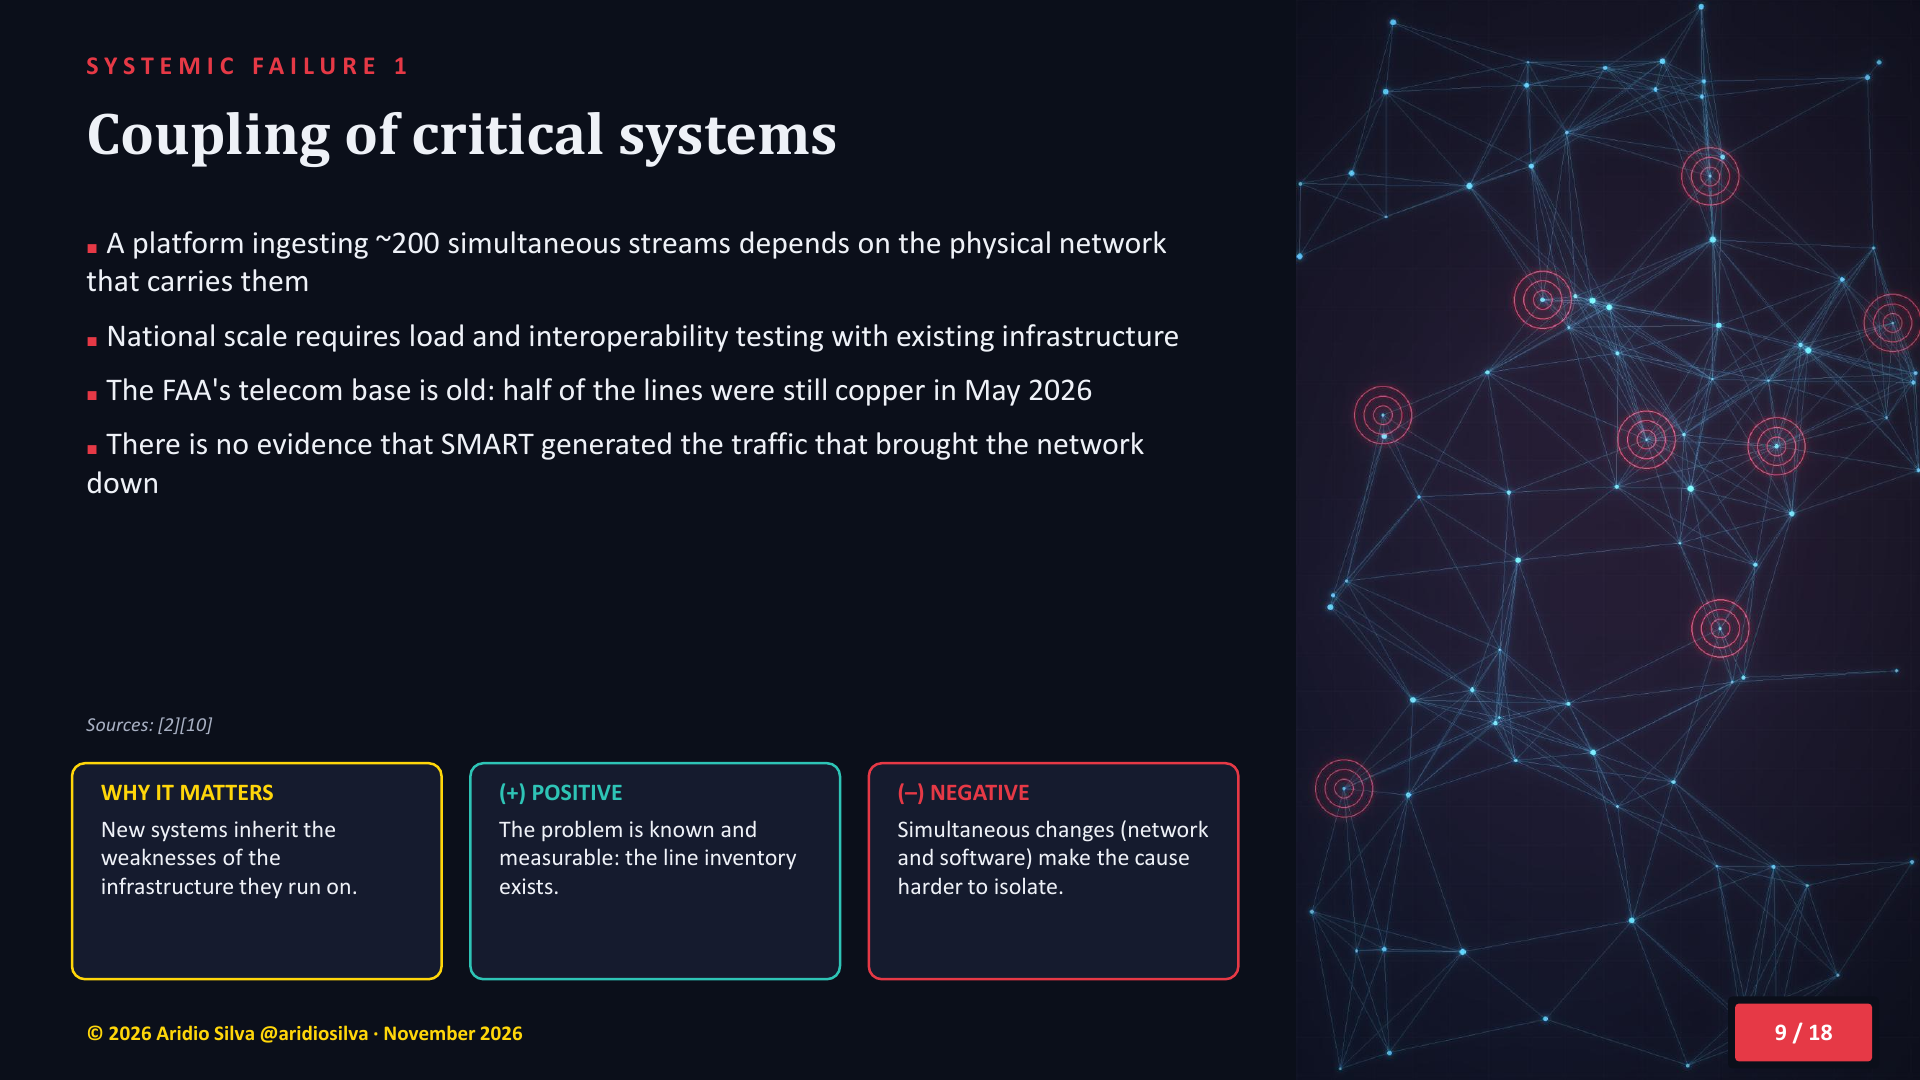 SYSTEMIC FAILURE 1
Coupling of critical systems
▪ A platform ingesting ~200 simultaneous streams depends on the physical network
that carries them
▪ National scale requires load and interoperability testing with existing infrastructure
▪ The FAA's telecom base is old: half of the lines were still copper in May 2026
▪ There is no evidence that SMART generated the traffic that brought the network
down
Sources: [2][10]
WHY IT MATTERS
New systems inherit the
weaknesses of the
infrastructure they run on.
(+) POSITIVE
The problem is known and
measurable: the line inventory
exists.
(–) NEGATIVE
Simultaneous changes (network
and software) make the cause
harder to isolate.
© 2026 Aridio Silva @aridiosilva · November 2026
9 / 18